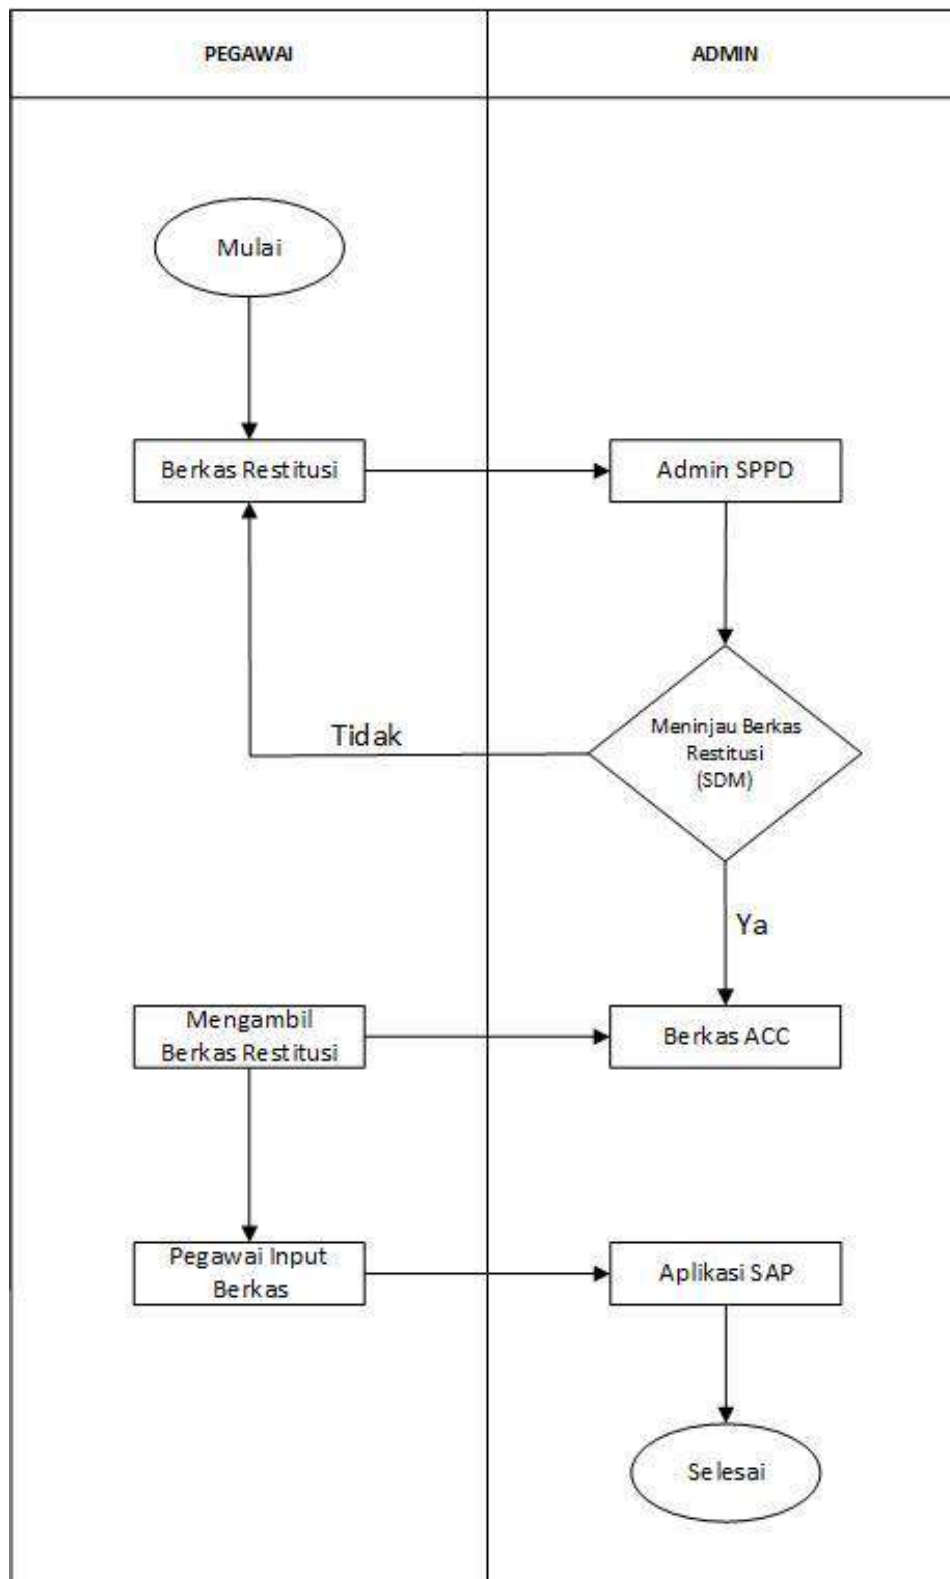 PEGAWAI
ADMIN
Mulai
Berkas Restitusi
Admin SPPD
Meninjau Berkas
Restitusi
(SDM)
Tidak
Ya
Mengambil
Berkas Restitusi
Berkas ACC
Pegawai Input
Berkas
Aplikasi SAP
Selesai